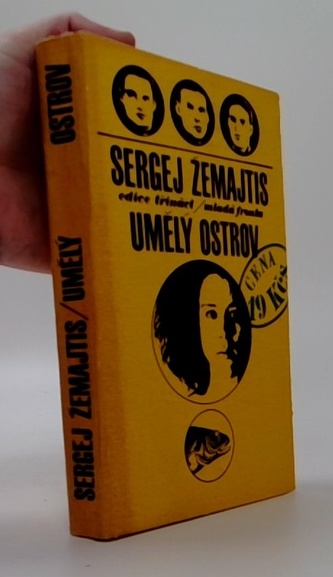 SERGEJ ŽEMAJTIS
edice třináct / mladá fronta
UMĚLÝ OSTROV
CENA
19 Kčs
SERGEJ ŽEMAJTIS / UMĚLÝ OSTROV